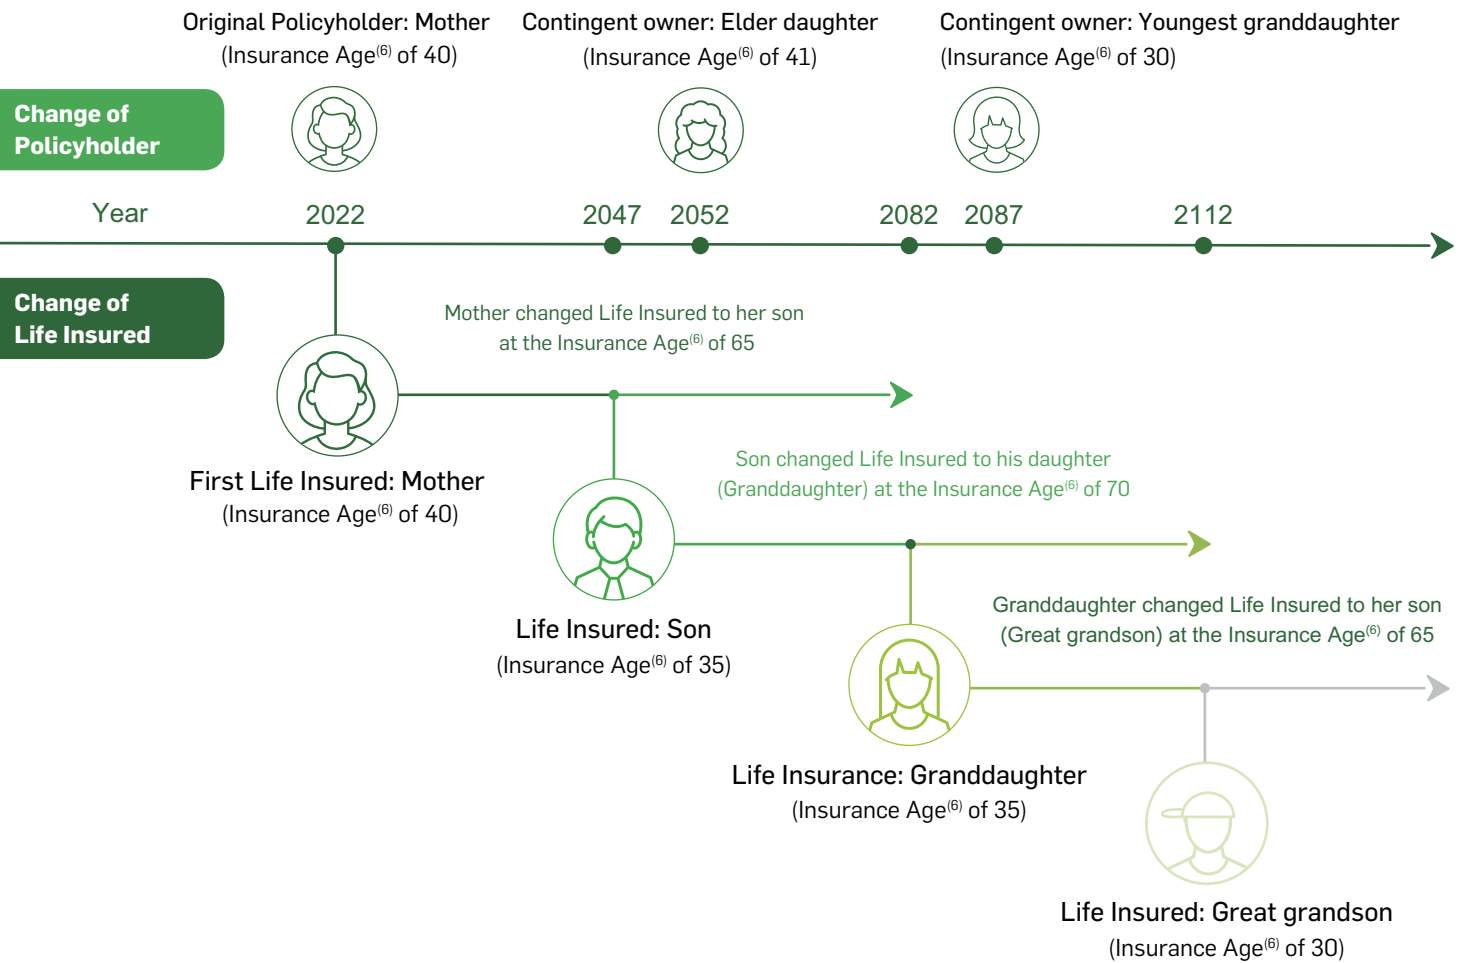 Original Policyholder: Mother
(Insurance Age(6) of 40)
Contingent owner: Elder daughter
(Insurance Age(6) of 41)
Contingent owner: Youngest granddaughter
(Insurance Age(6) of 30)
Change of
Policyholder
Year
2022
2047
2052
2082
2087
2112
Change of
Life Insured
Mother changed Life Insured to her son
at the Insurance Age(6) of 65
First Life Insured: Mother
(Insurance Age(6) of 40)
Son changed Life Insured to his daughter
(Granddaughter) at the Insurance Age(6) of 70
Life Insured: Son
(Insurance Age(6) of 35)
Granddaughter changed Life Insured to her son
(Great grandson) at the Insurance Age(6) of 65
Life Insurance: Granddaughter
(Insurance Age(6) of 35)
Life Insured: Great grandson
(Insurance Age(6) of 30)